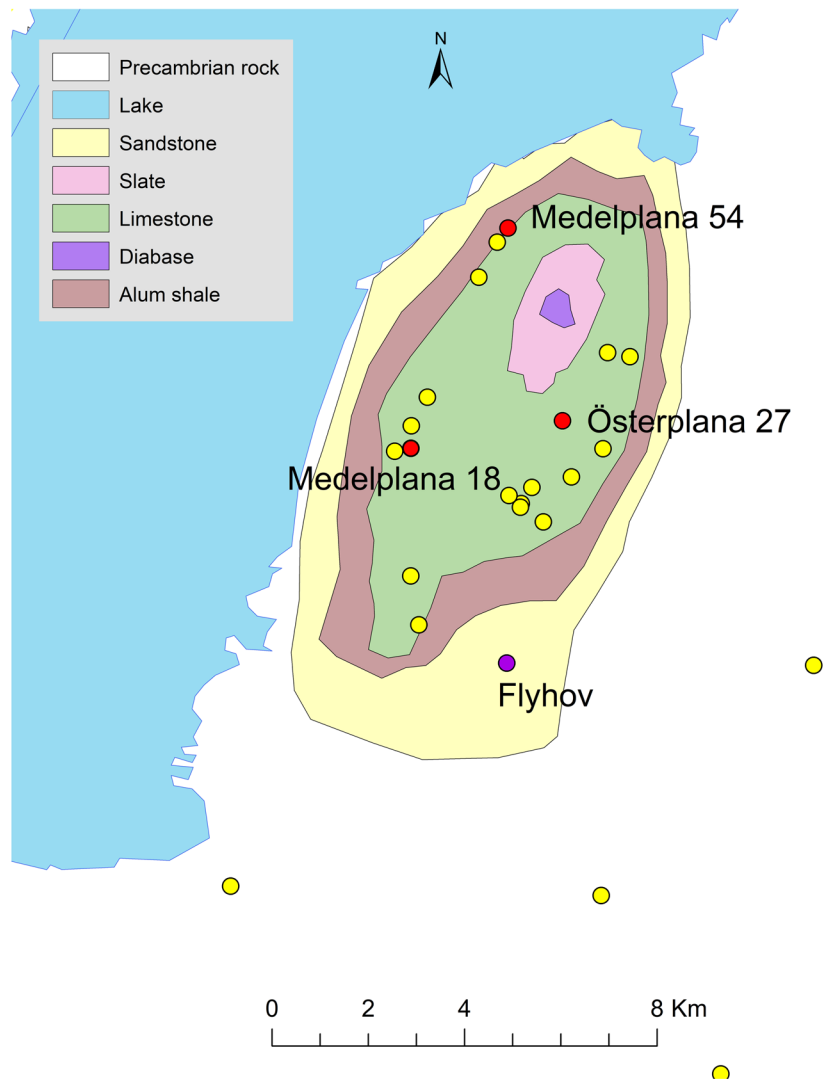 N
Precambrian rock
Lake
Sandstone
Slate
Limestone
Diabase
Alum shale
Medelplana 54
Österplana 27
Medelplana 18
Flyhov
0 2 4 8 Km